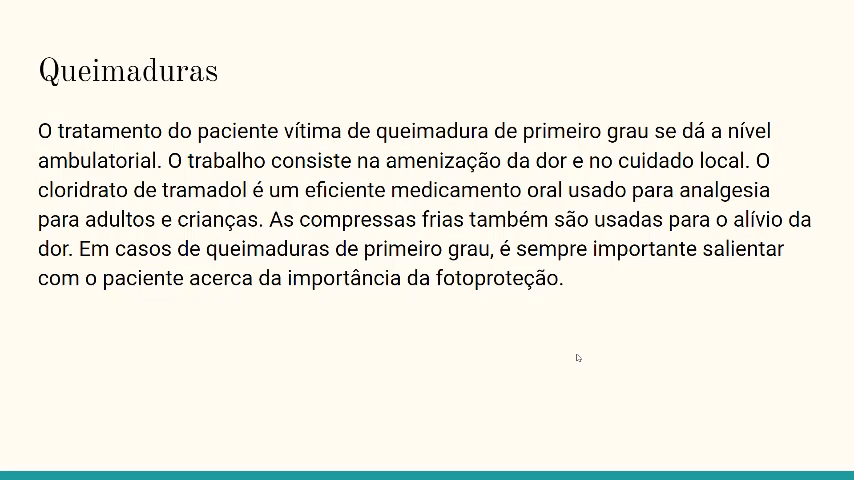 Queimaduras
O tratamento do paciente vítima de queimadura de primeiro grau se dá a nível
ambulatorial. O trabalho consiste na amenização da dor e no cuidado local. O
cloridrato de tramadol é um eficiente medicamento oral usado para analgesia
para adultos e crianças. As compressas frias também são usadas para o alívio da
dor. Em casos de queimaduras de primeiro grau, é sempre importante salientar
com o paciente acerca da importância da fotoproteção.